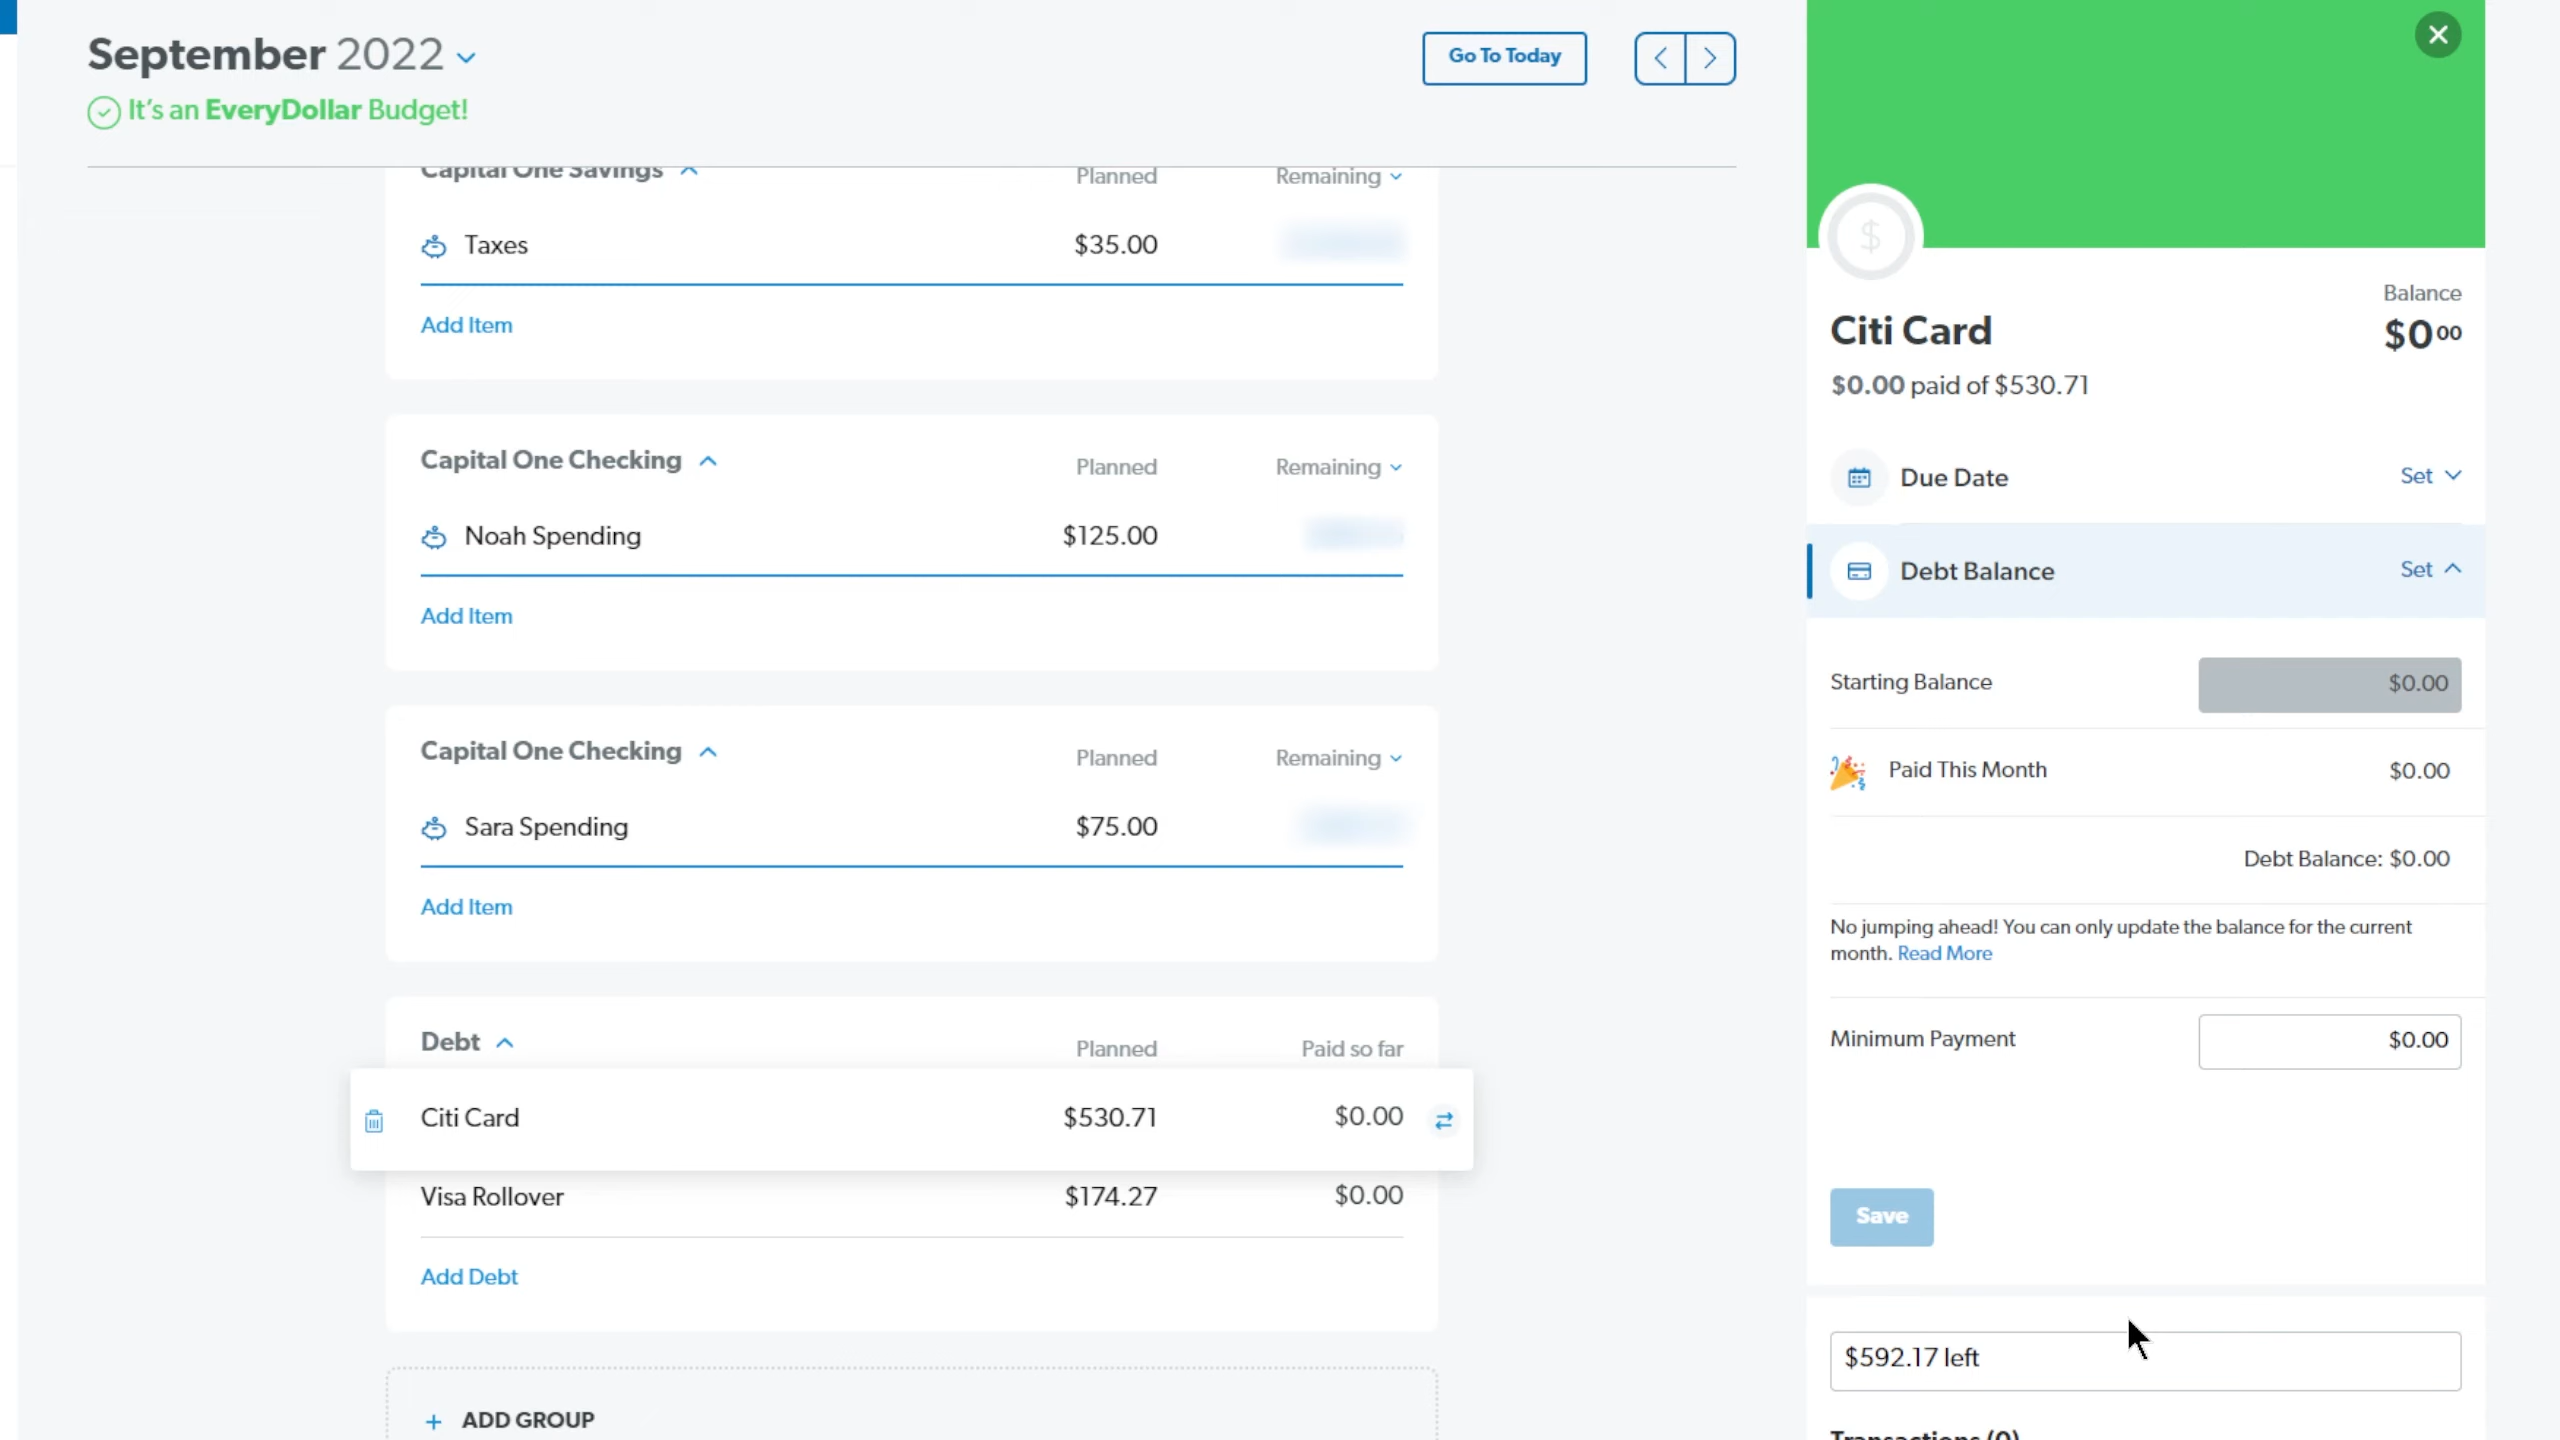 September 2022
Go To Today
It's an EveryDollar Budget!
Capital One Savings Planned Remaining
Taxes $35.00
Add Item
Capital One Checking Planned Remaining
Noah Spending $125.00
Add Item
Capital One Checking Planned Remaining
Sara Spending $75.00
Add Item
Debt Planned Paid so far
Citi Card $530.71 $0.00
Visa Rollover $174.27 $0.00
Add Debt
+ ADD GROUP
$
Balance
Citi Card $0 00
$0.00 paid of $530.71
Due Date Set
Debt Balance Set
Starting Balance $0.00
Paid This Month $0.00
Debt Balance: $0.00
No jumping ahead! You can only update the balance for the current
month. Read More
Minimum Payment $0.00
Save
$592.17 left
Transactions (0)